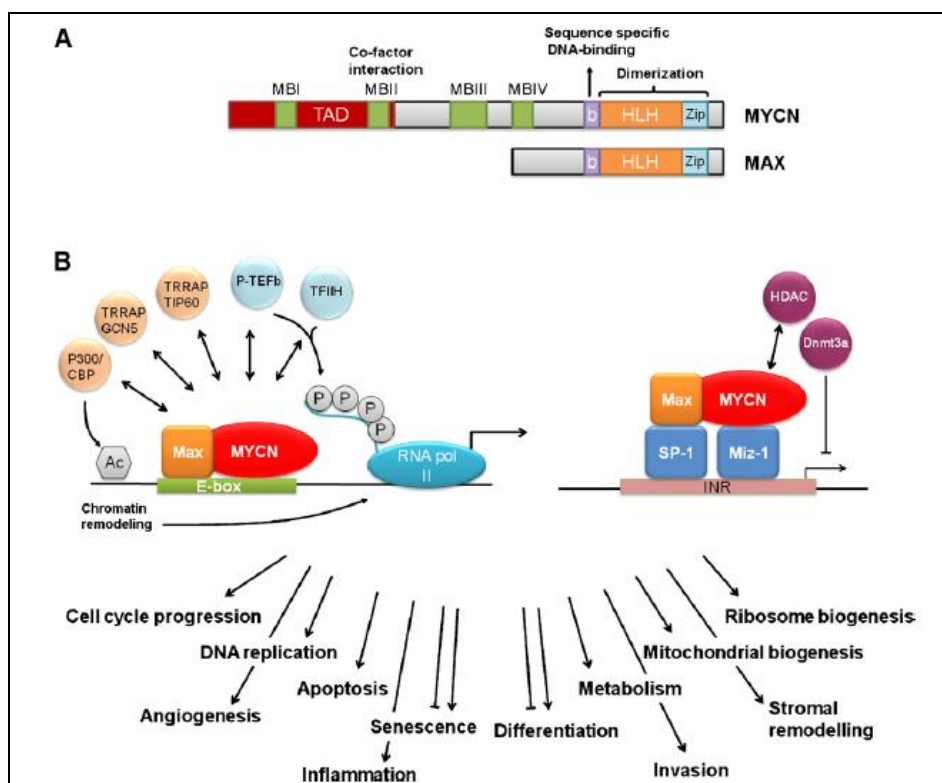 A
Sequence specific
DNA-binding
Co-factor
interaction
Dimerization
MBI
MBII
MBIII
MBIV
TAD
b
HLH
Zip
MYCN
b
HLH
Zip
MAX
B
P-TEFb
TFIIH
TRRAP
TIP60
TRRAP
GCN5
P300/
CBP
HDAC
Dnmt3a
P
P
P
P
Ac
Max
MYCN
E-box
RNA pol
II
Max
MYCN
SP-1
Miz-1
INR
Chromatin
remodeling
Cell cycle progression
Ribosome biogenesis
DNA replication
Mitochondrial biogenesis
Apoptosis
Metabolism
Angiogenesis
Senescence
Differentiation
Stromal
remodelling
Inflammation
Invasion